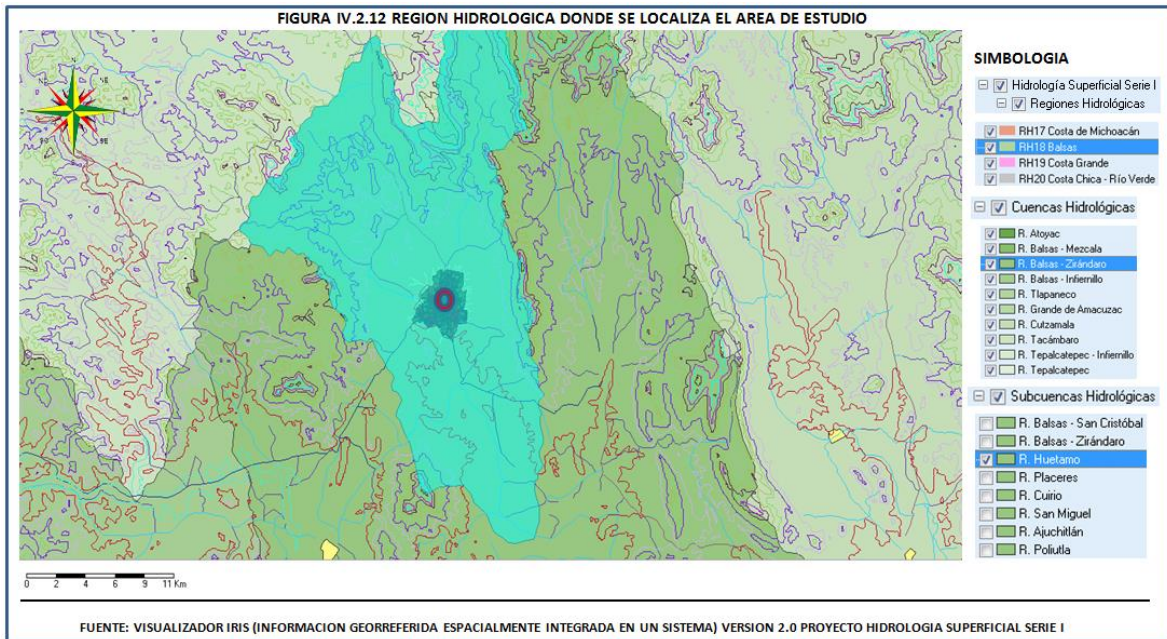 FIGURA IV.2.12 REGION HIDROLOGICA DONDE SE LOCALIZA EL AREA DE ESTUDIO
SIMBOLOGIA
Hidrología Superficial Serie I
Regiones Hidrológicas
RH17 Costa de Michoacán
RH18 Balsas
RH19 Costa Grande
RH20 Costa Chica - Río Verde
Cuencas Hidrológicas
R. Atoyac
R. Balsas - Mezcala
R. Balsas - Zirándaro
R. Balsas - Infiernillo
R. Tlapaneco
R. Grande de Amacuzac
R. Cutzamala
R. Tacámbaro
R. Tepalcatepec - Infiernillo
R. Tepalcatepec
Subcuencas Hidrológicas
R. Balsas - San Cristóbal
R. Balsas - Zirándaro
R. Huetamo
R. Placeres
R. Cuirio
R. San Miguel
R. Ajuchitlán
R. Poliutla
0 2 4 6 9 11 Km
FUENTE: VISUALIZADOR IRIS (INFORMACION GEORREFERIDA ESPACIALMENTE INTEGRADA EN UN SISTEMA) VERSION 2.0 PROYECTO HIDROLOGIA SUPERFICIAL SERIE I